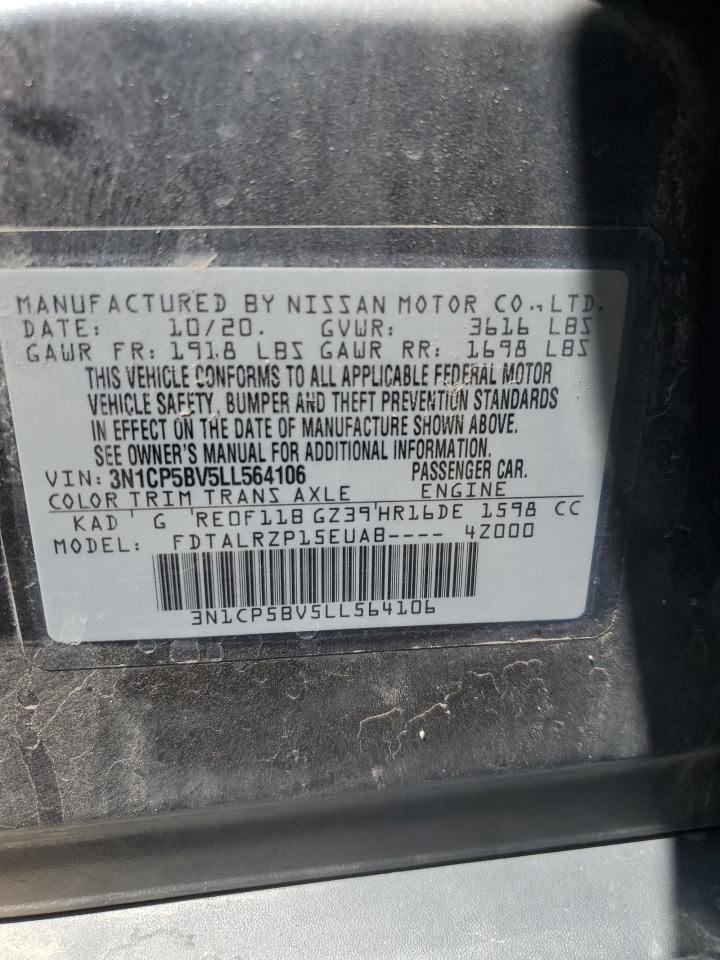 MANUFACTURED BY NISSAN MOTOR CO., LTD.
DATE: 10/20. GVWR: 3616 LBS
GAWR FR: 1918 LBS GAWR RR: 1698 LBS
THIS VEHICLE CONFORMS TO ALL APPLICABLE FEDERAL MOTOR
VEHICLE SAFETY, BUMPER AND THEFT PREVENTION STANDARDS
IN EFFECT ON THE DATE OF MANUFACTURE SHOWN ABOVE.
SEE OWNER'S MANUAL FOR ADDITIONAL INFORMATION.
VIN: 3N1CP5BV5LL564106 PASSENGER CAR.
COLOR TRIM TRANS AXLE ENGINE
KAD G RE0F11B GZ39 HR16DE 1598 CC
MODEL: FDTALRZP15EUAB---- 4Z000
3N1CP5BV5LL564106